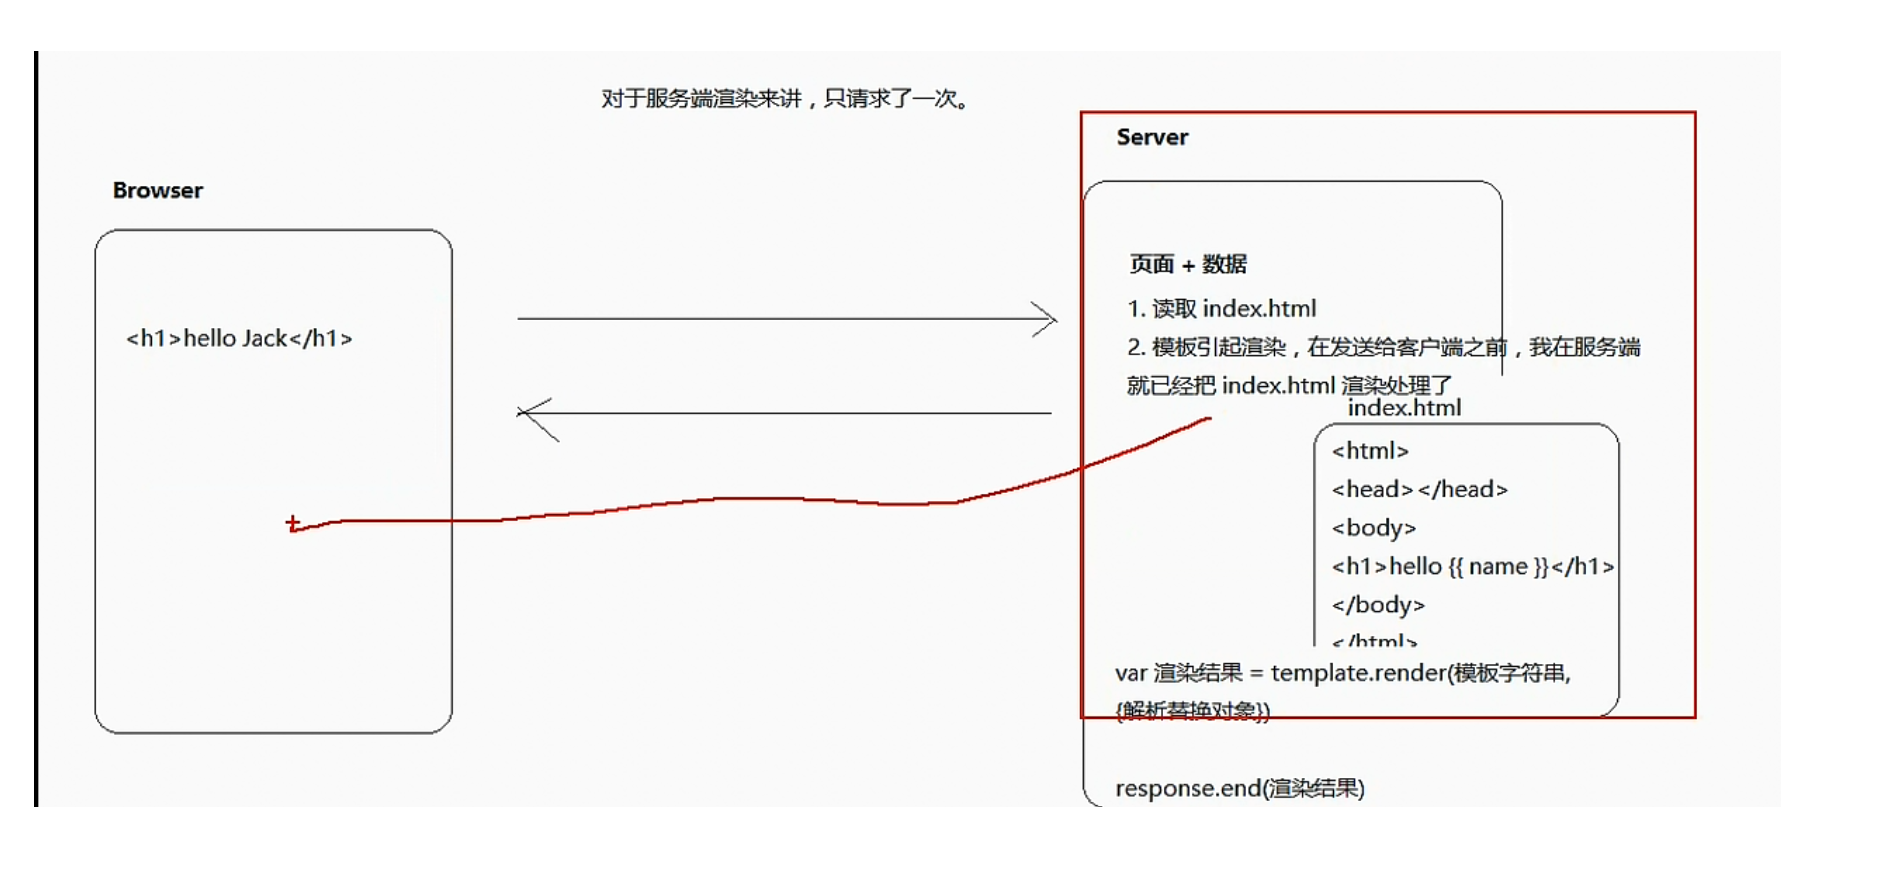 对于服务端渲染来讲，只请求了一次。
Server
Browser
页面 + 数据
1. 读取 index.html
<h1>hello Jack</h1>
2. 模板引起渲染，在发送给客户端之前，我在服务端
就已经把 index.html 渲染处理了
index.html
<html>
<head></head>
<body>
<h1>hello {{ name }}</h1>
</body>
</html>
var 渲染结果 = template.render(模板字符串,
{解析替换对象})
response.end(渲染结果)